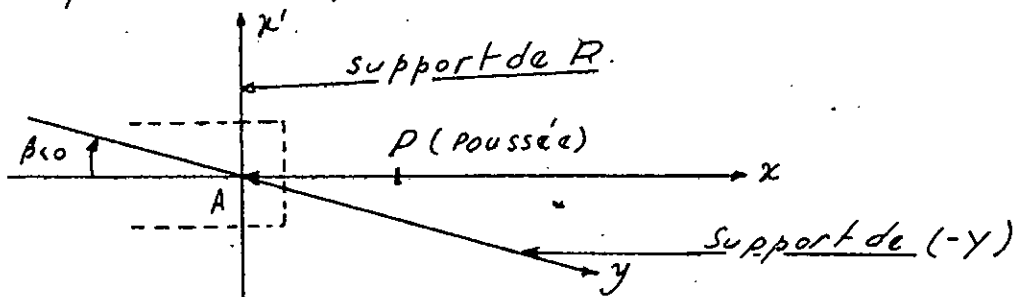 x'
support de R.
β<0
P (Poussée)
x
A
support de (-Y)
y